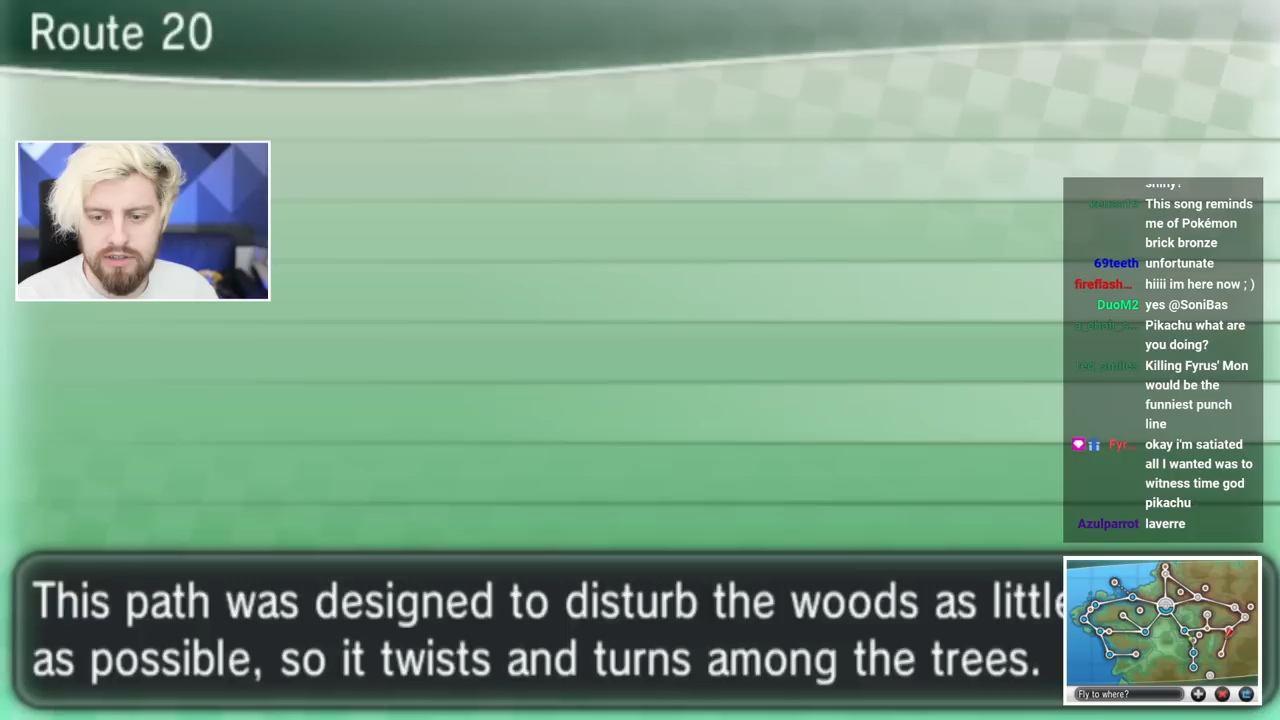 Route 20
shiny?
This song reminds
me of Pokémon
brick bronze
69teeth unfortunate
fireflash... hiiii im here now ; )
DuoM2 yes @SoniBas
Pikachu what are
you doing?
red_smiles Killing Fyrus' Mon
would be the
funniest punch
line
Fyr... okay i'm satiated
all I wanted was to
witness time god
pikachu
Azulparrot laverre
This path was designed to disturb the woods as little
as possible, so it twists and turns among the trees.
Fly to where?